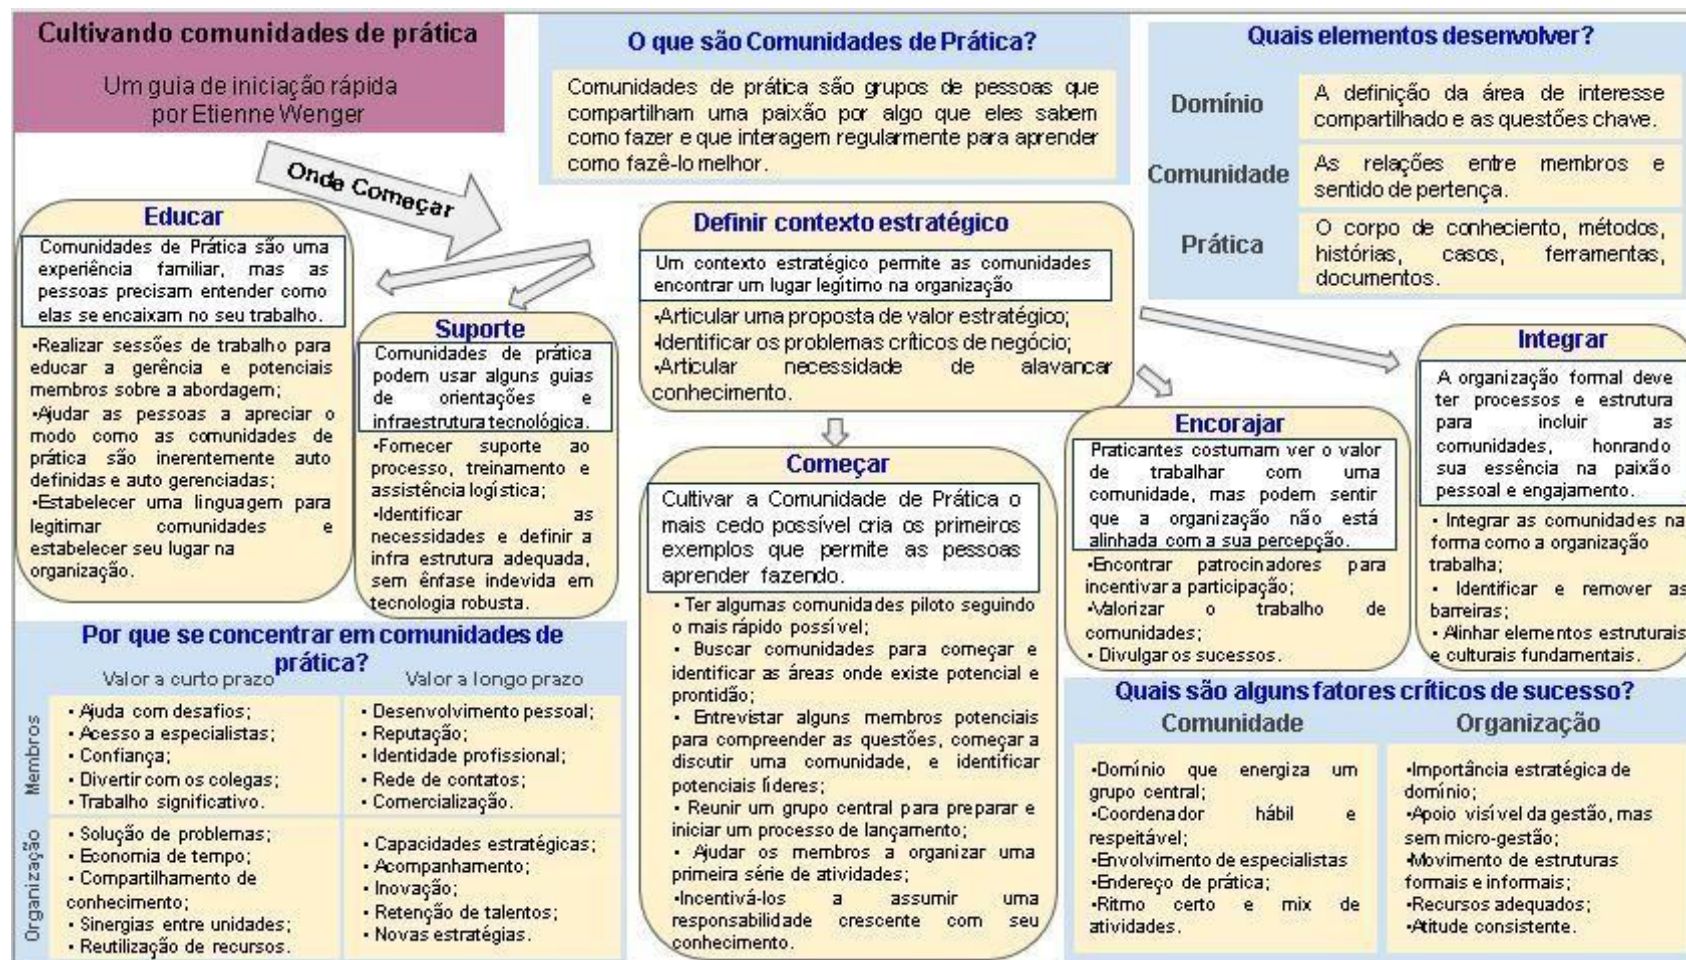 Cultivando comunidades de prática
Um guia de iniciação rápida
por Etienne Wenger
O que são Comunidades de Prática?
Comunidades de prática são grupos de pessoas que
compartilham uma paixão por algo que eles sabem
como fazer e que interagem regularmente para aprender
como fazê-lo melhor.
Quais elementos desenvolver?
Domínio
A definição da área de interesse
compartilhado e as questões chave.
Comunidade
As relações entre membros e
sentido de pertença.
Prática
O corpo de conheciento, métodos,
histórias, casos, ferramentas,
documentos.
Onde Começar
Educar
Comunidades de Prática são uma
experiência familiar, mas as
pessoas precisam entender como
elas se encaixam no seu trabalho.
•Realizar sessões de trabalho para
educar a gerência e potenciais
membros sobre a abordagem;
•Ajudar as pessoas a apreciar o
modo como as comunidades de
prática são inerentemente auto
definidas e auto gerenciadas;
•Estabelecer uma linguagem para
legitimar comunidades e
estabelecer seu lugar na
organização.
Suporte
Comunidades de prática
podem usar alguns guias
de orientações e
infraestrutura tecnológica.
•Fornecer suporte ao
processo, treinamento e
assistência logística;
•Identificar as
necessidades e definir a
infra estrutura adequada,
sem ênfase indevida em
tecnologia robusta.
Definir contexto estratégico
Um contexto estratégico permite as comunidades
encontrar um lugar legítimo na organização
•Articular uma proposta de valor estratégico;
•Identificar os problemas críticos de negócio;
•Articular necessidade de alavancar
conhecimento.
Começar
Cultivar a Comunidade de Prática o
mais cedo possível cria os primeiros
exemplos que permite as pessoas
aprender fazendo.
• Ter algumas comunidades piloto seguindo
o mais rápido possível;
• Buscar comunidades para começar e
identificar as áreas onde existe potencial e
prontidão;
• Entrevistar alguns membros potenciais
para compreender as questões, começar a
discutir uma comunidade, e identificar
potenciais líderes;
• Reunir um grupo central para preparar e
iniciar um processo de lançamento;
• Ajudar os membros a organizar uma
primeira série de atividades;
•Incentivá-los a assumir uma
responsabilidade crescente com seu
conhecimento.
Encorajar
Praticantes costumam ver o valor
de trabalhar com uma
comunidade, mas podem sentir
que a organização não está
alinhada com a sua percepção.
•Encontrar patrocinadores para
incentivar a participação;
•Valorizar o trabalho de
comunidades;
• Divulgar os sucessos.
Integrar
A organização formal deve
ter processos e estrutura
para incluir as
comunidades, honrando
sua essência na paixão
pessoal e engajamento.
• Integrar as comunidades na
forma como a organização
trabalha;
• Identificar e remover as
barreiras;
• Alinhar elementos estruturais
e culturais fundamentais.
Por que se concentrar em comunidades de
prática?
Valor a curto prazo
Valor a longo prazo
Membros
• Ajuda com desafios;
• Acesso a especialistas;
• Confiança;
• Divertir com os colegas;
• Trabalho significativo.
• Desenvolvimento pessoal;
• Reputação;
• Identidade profissional;
• Rede de contatos;
• Comercialização.
Organização
• Solução de problemas;
• Economia de tempo;
• Compartilhamento de
conhecimento;
• Sinergias entre unidades;
• Reutilização de recursos.
• Capacidades estratégicas;
• Acompanhamento;
• Inovação;
• Retenção de talentos;
• Novas estratégias.
Quais são alguns fatores críticos de sucesso?
Comunidade
•Domínio que energiza um
grupo central;
•Coordenador hábil e
respeitável;
•Envolvimento de especialistas
•Endereço de prática;
•Ritmo certo e mix de
atividades.
Organização
•Importância estratégica de
domínio;
•Apoio visível da gestão, mas
sem micro-gestão;
•Movimento de estruturas
formais e informais;
•Recursos adequados;
•Atitude consistente.